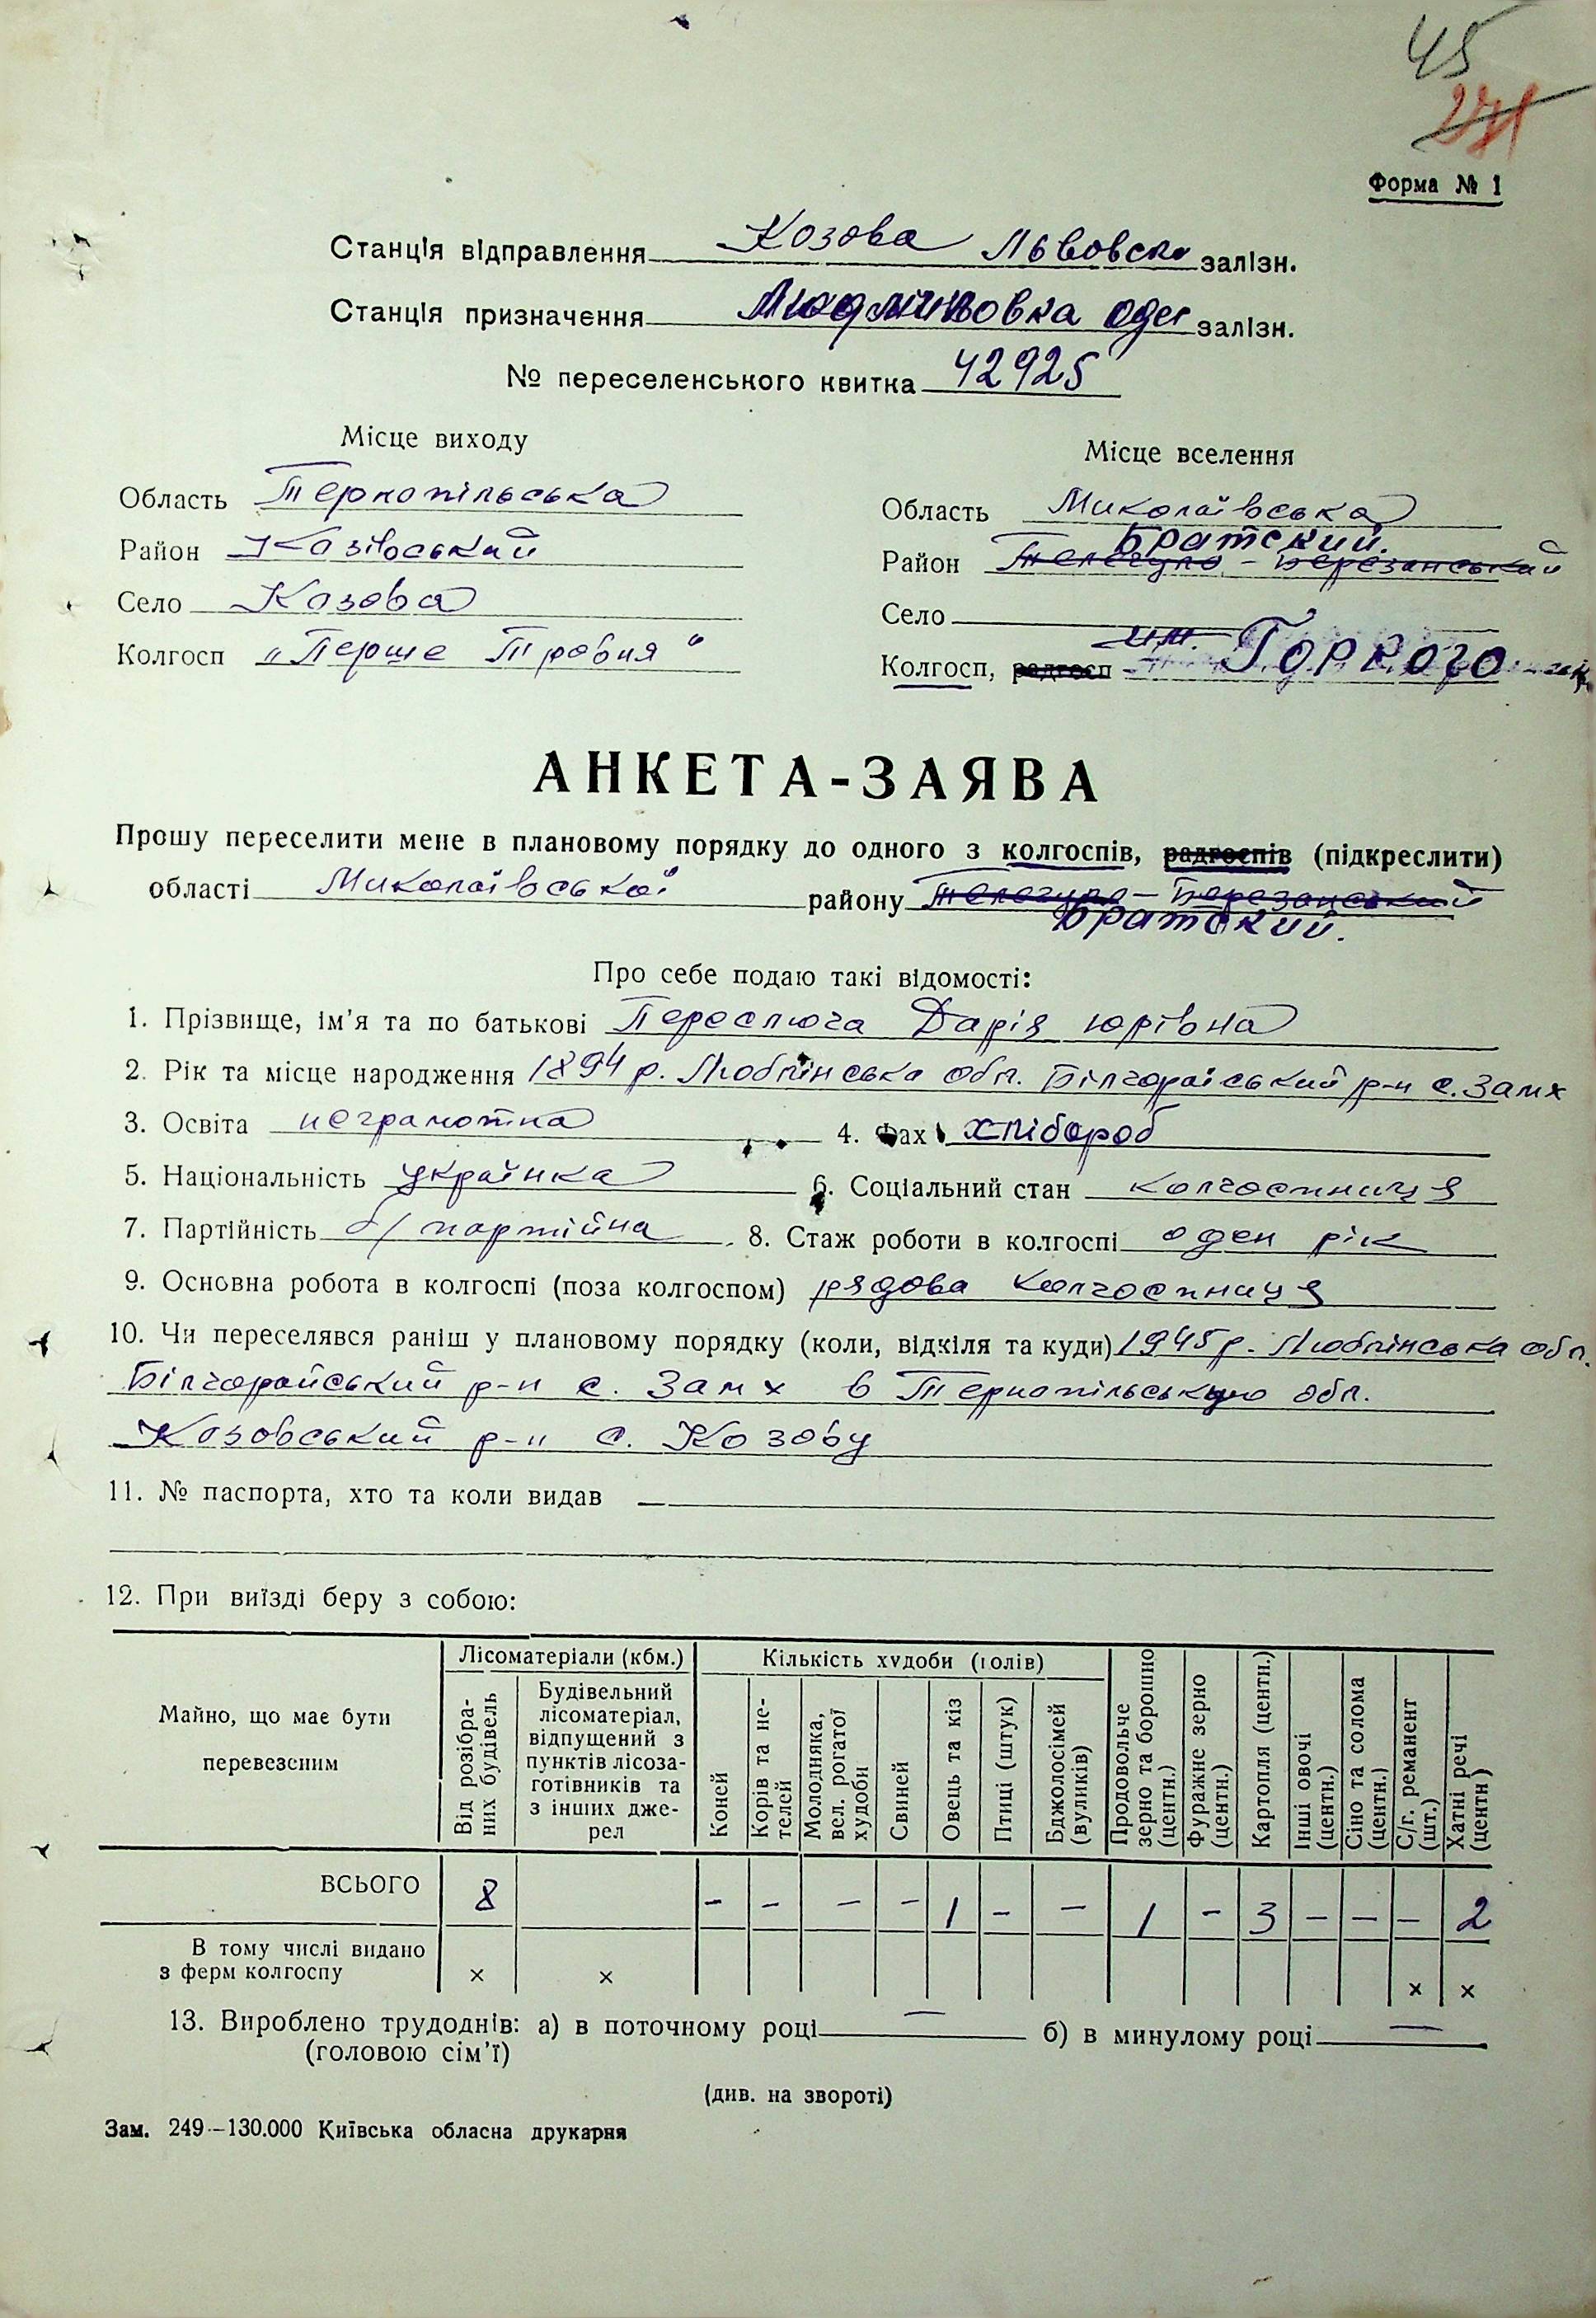 45
271
Форма № 1
Станція відправлення Козова Львовск залізн.
Станція призначення Людмиловка одес залізн.
№ переселенського квитка 42925
Місце виходу
Область Тернопільська
Район Козівський
Село Козова
Колгосп „Перше Травня"
Місце вселення
Область Миколаївська
Братский.
Район Телегуло - Березанський
Село
Колгосп, радгосп им. Горкого
АНКЕТА-ЗАЯВА
Прошу переселити мене в плановому порядку до одного з колгоспів, радгоспів (підкреслити)
області Миколаївської району Телегуло - Березанський
Братский.
Про себе подаю такі відомості:
1. Прізвище, ім'я та по батькові Переслюга Дарія Юрівна
2. Рік та місце народження 1894 р. Люблінська обл. Білгораїський р-н с. Замх
3. Освіта неграмотна 4. Фах хлібороб
5. Національність українка 6. Соціальний стан колгоспниця
7. Партійність б/партійна 8. Стаж роботи в колгоспі оден рік
9. Основна робота в колгоспі (поза колгоспом) рядова колгоспниця
10. Чи переселявся раніш у плановому порядку (коли, відкіля та куди) 1945 р. Люблінська обл.
Білгорайський р-н с. Замх в Тернопільську обл.
Козовський р-н с. Козову
11. № паспорта, хто та коли видав —
12. При виїзді беру з собою:
Майно, що має бути перевезеним
Лісоматеріали (кбм.)
Від розібраних будівель
Будівельний лісоматеріал, відпущений з пунктів лісозаготівників та з інших джерел
Кількість худоби (голів)
Коней
Корів та нетелей
Молодняка, вел. рогатої худоби
Свиней
Овець та кіз
Птиці (штук)
Бджолосімей (вуликів)
Продовольче зерно та борошно (центн.)
Фуражне зерно (центн.)
Картопля (центн.)
Інші овочі (центн.)
Сіно та солома (центн.)
С/г. реманент (шт.)
Хатні речі (центн)
ВСЬОГО 8 - - - - 1 - - 1 - 3 - - - 2
В тому числі видано
з ферм колгоспу × × × ×
13. Вироблено трудоднів: а) в поточному році — б) в минулому році —
(головою сім'ї)
(див. на звороті)
Зам. 249—130.000 Київська обласна друкарня